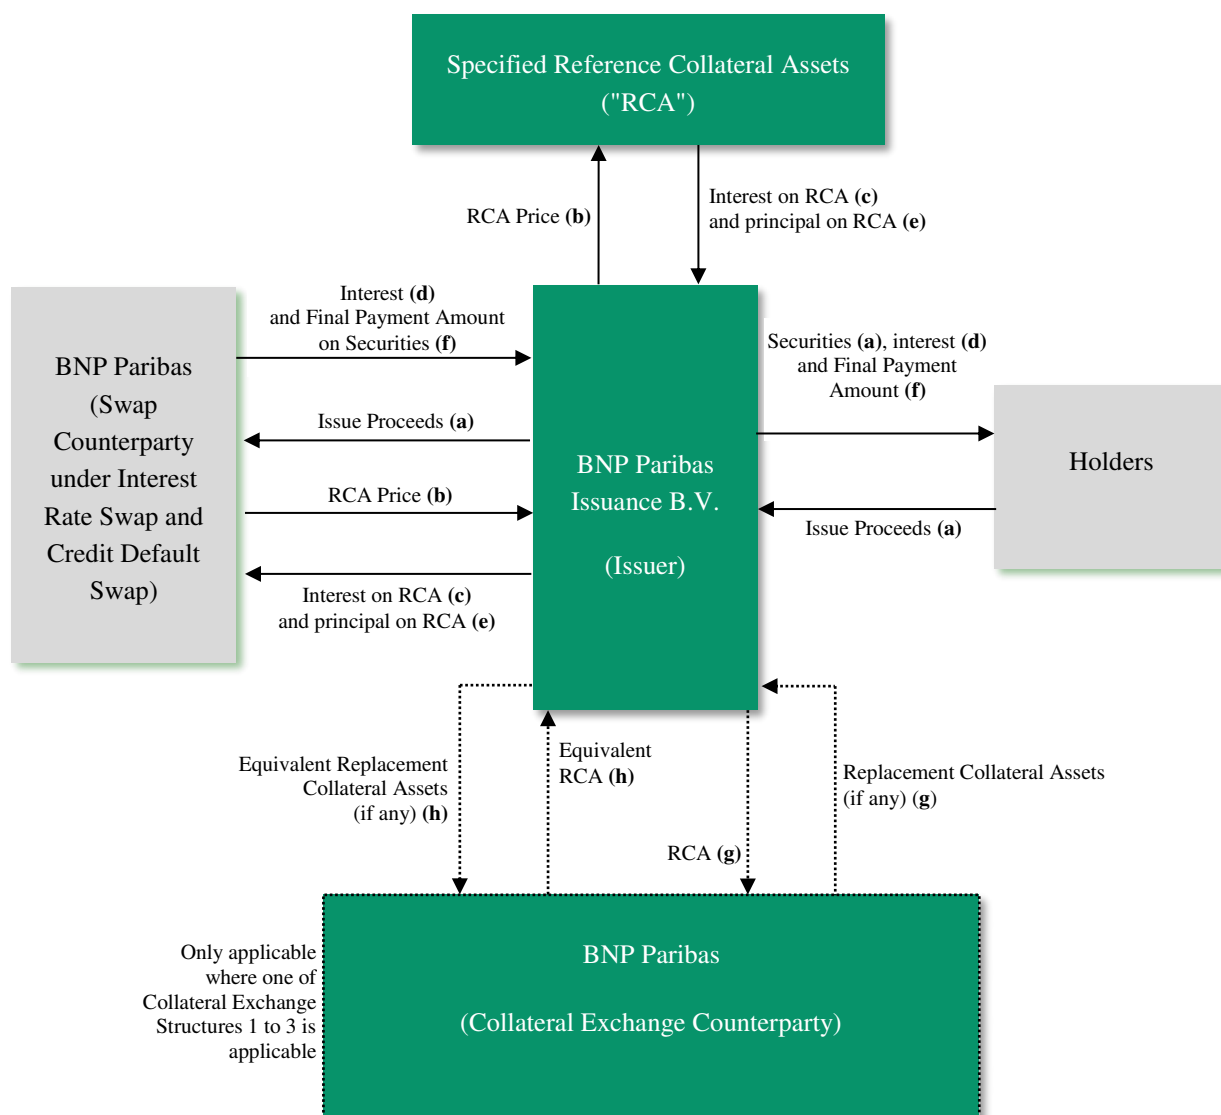 Specified Reference Collateral Assets
("RCA")
RCA Price (b)
Interest on RCA (c)
and principal on RCA (e)
Interest (d)
and Final Payment Amount
on Securities (f)
Issue Proceeds (a)
RCA Price (b)
Interest on RCA (c)
and principal on RCA (e)
BNP Paribas
(Swap
Counterparty
under Interest
Rate Swap and
Credit Default
Swap)
BNP Paribas
Issuance B.V.
(Issuer)
Securities (a), interest (d)
and Final Payment
Amount
(f)
Issue Proceeds (a)
Holders
Equivalent Replacement
Collateral Assets
(if any) (h)
Equivalent
RCA (h)
RCA (g)
Replacement Collateral Assets
(if any) (g)
Only applicable
where one of
Collateral Exchange
Structures 1 to 3 is
applicable
BNP Paribas
(Collateral Exchange Counterparty)